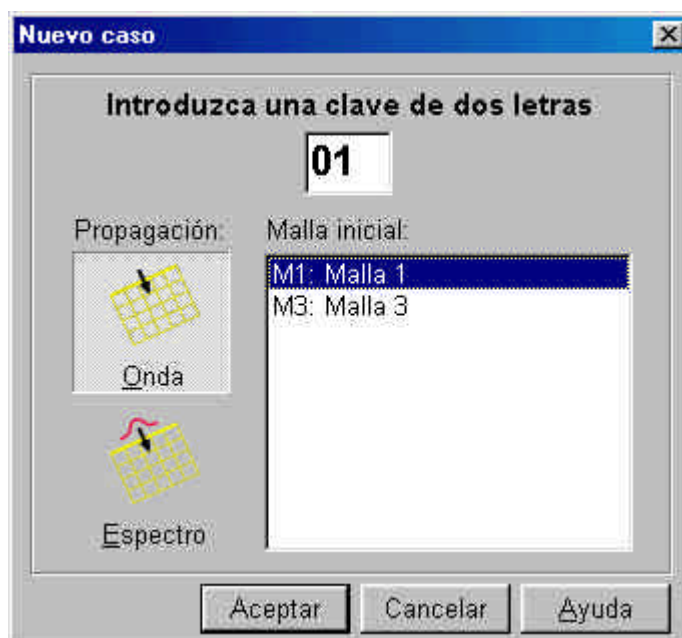 Nuevo caso
Introduzca una clave de dos letras
01
Propagación:
Malla inicial:
M1: Malla 1
M3: Malla 3
Onda
Espectro
Aceptar
Cancelar
Ayuda